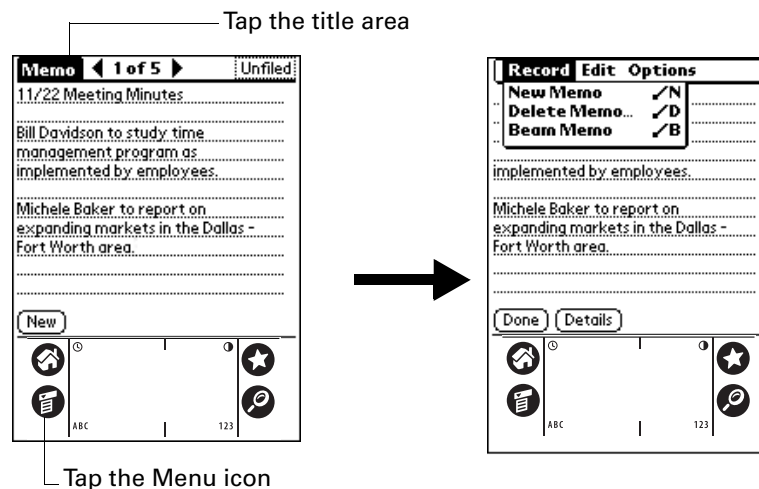 Tap the title area
Memo 1 of 5 Unfiled
11/22 Meeting Minutes
Bill Davidson to study time
management program as
implemented by employees.
Michele Baker to report on
expanding markets in the Dallas -
Fort Worth area.
New
ABC 123
Tap the Menu icon
Record Edit Options
New Memo /N
Delete Memo... /D
Beam Memo /B
implemented by employees.
Michele Baker to report on
expanding markets in the Dallas -
Fort Worth area.
Done Details
ABC 123